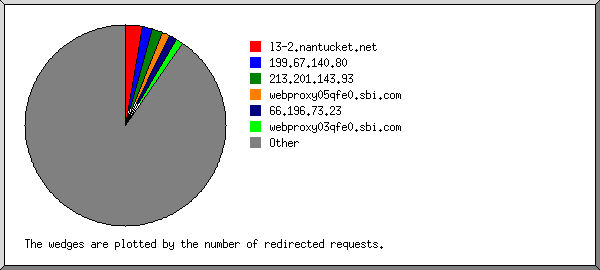 l3-2.nantucket.net
199.67.140.80
213.201.143.93
webproxy05qfe0.sbi.com
66.196.73.23
webproxy03qfe0.sbi.com
Other
The wedges are plotted by the number of redirected requests.